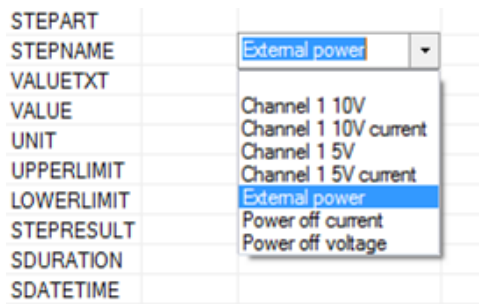 STEPART
STEPNAME
External power
VALUETXT
VALUE
Channel 1 10V
Channel 1 10V current
UNIT
Channel 1 5V
UPPERLIMIT
Channel 1 5V current
LOWERLIMIT
External power
STEPRESULT
Power off current
Power off voltage
SDURATION
SDATETIME